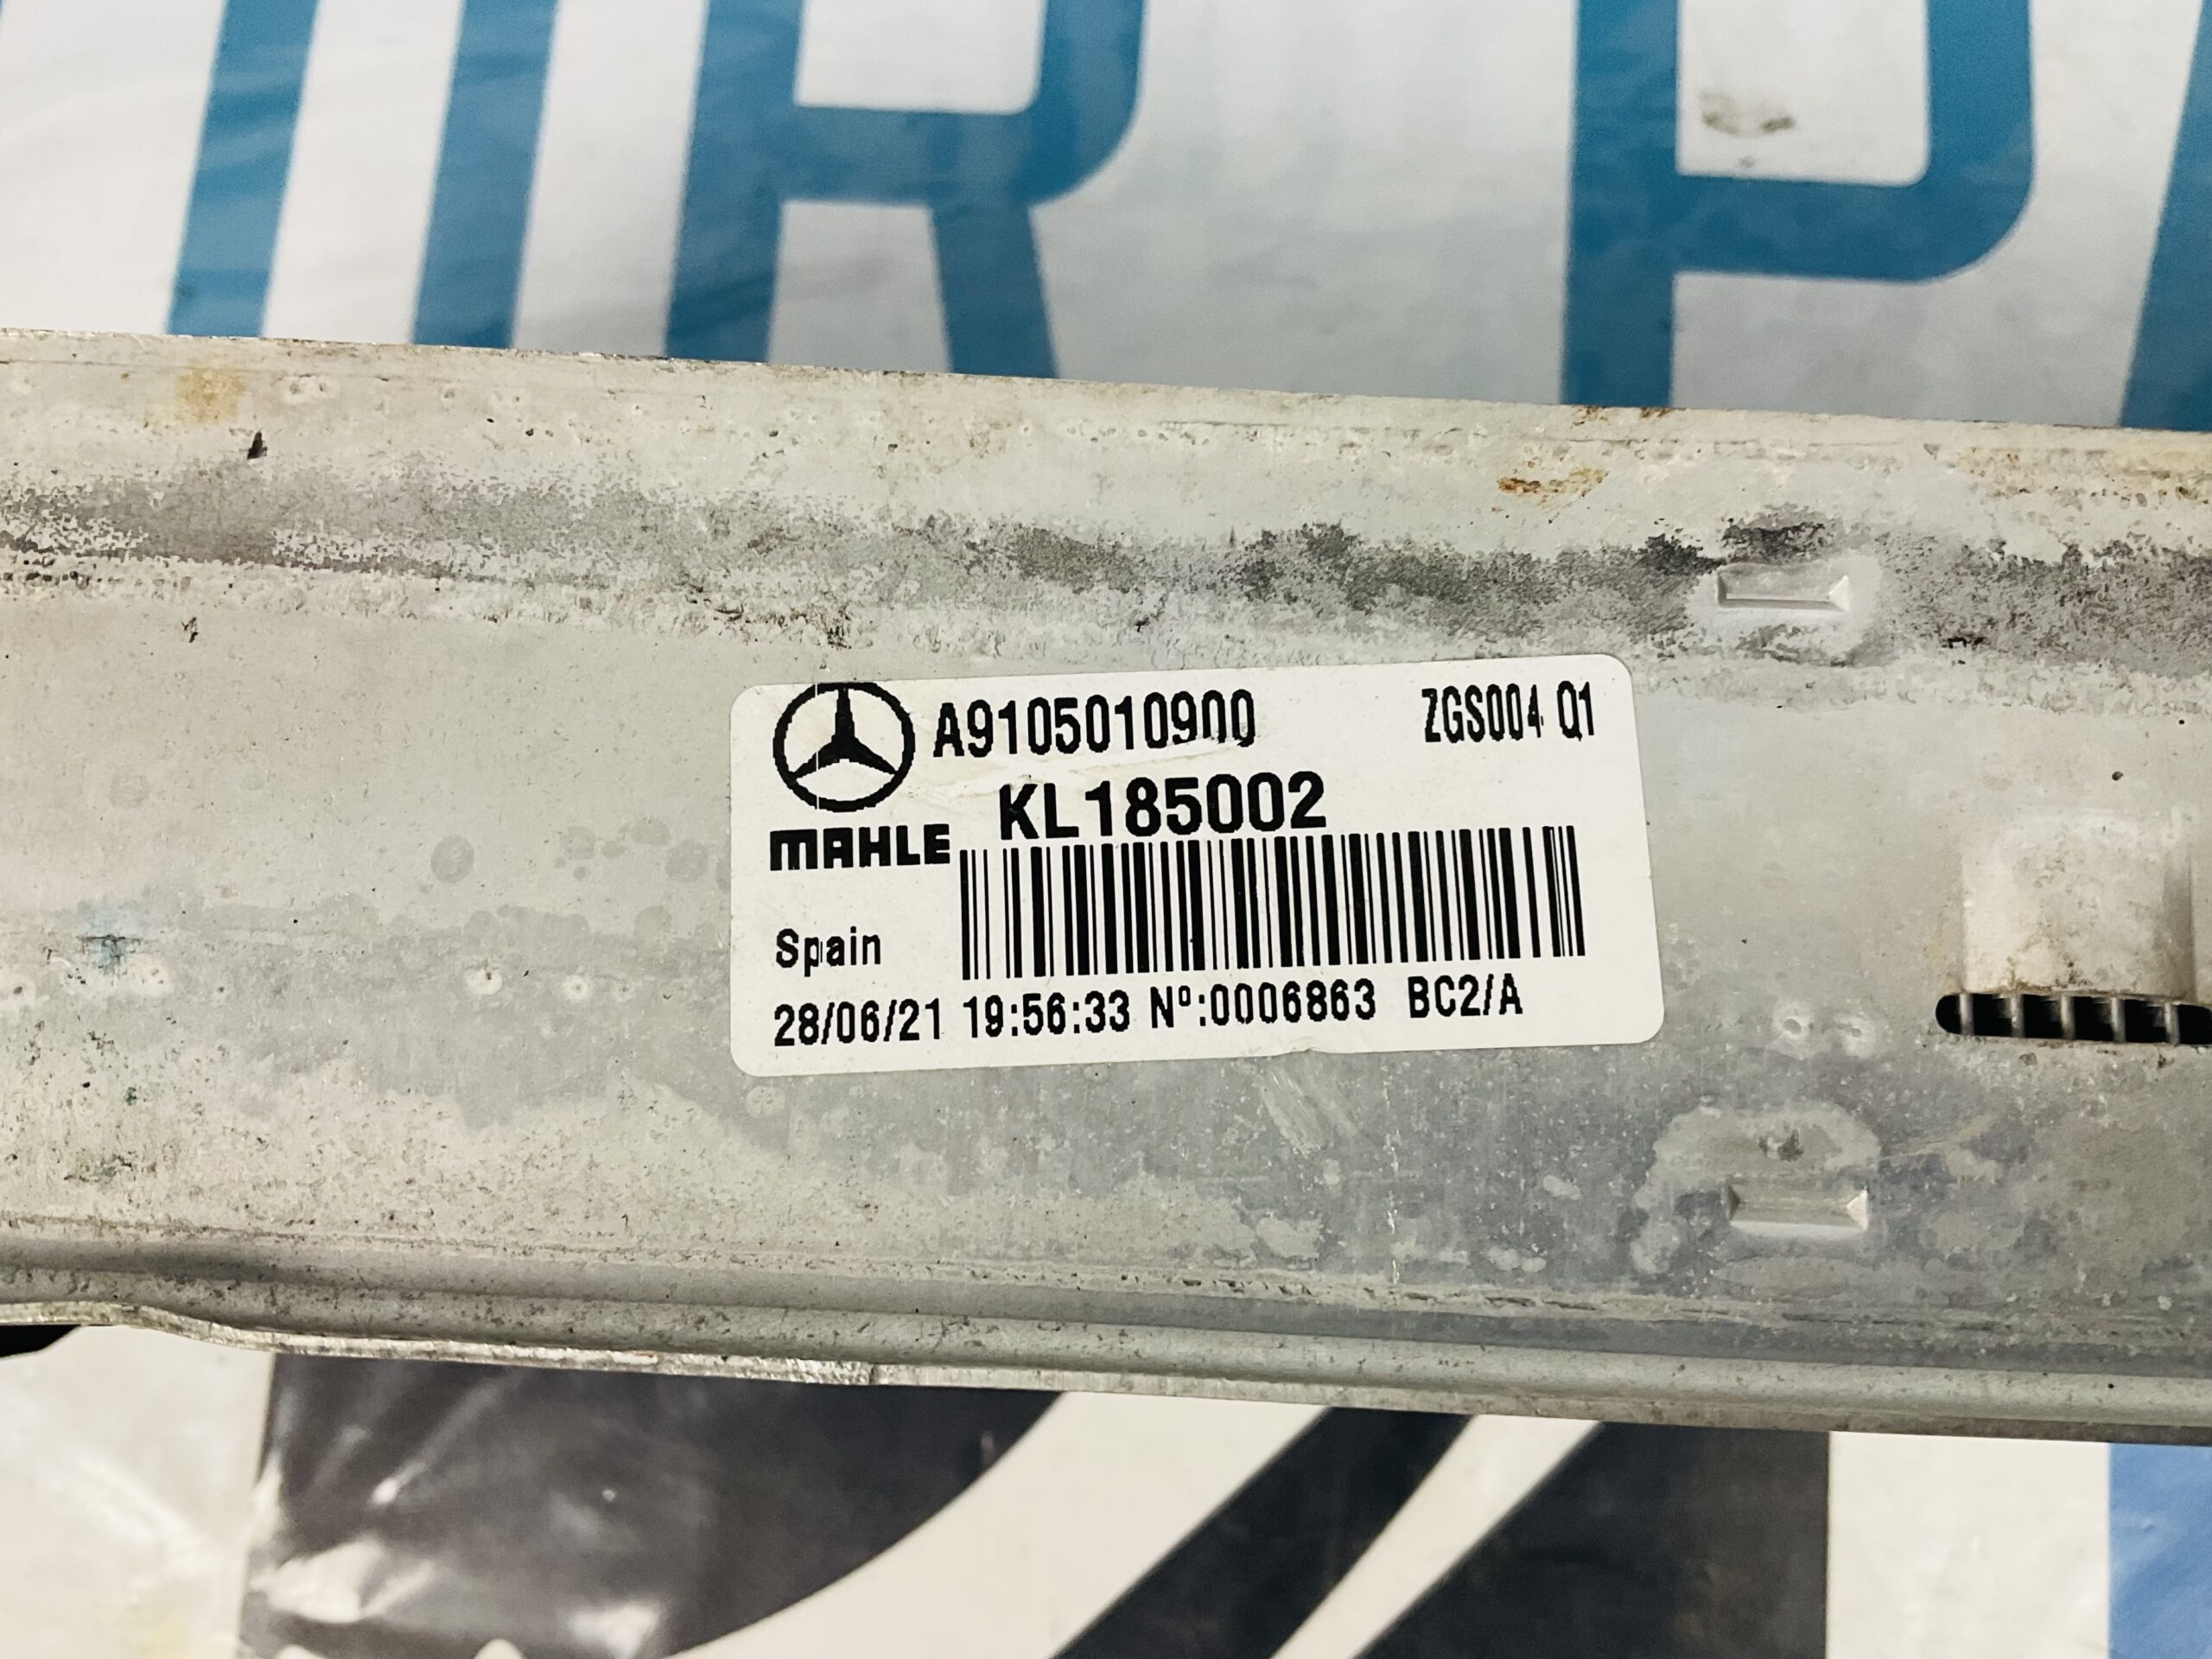 A9105010900 ZGS004 Q1
KL185002
MAHLE
Spain
28/06/21 19:56:33 Nº:0006863 BC2/A